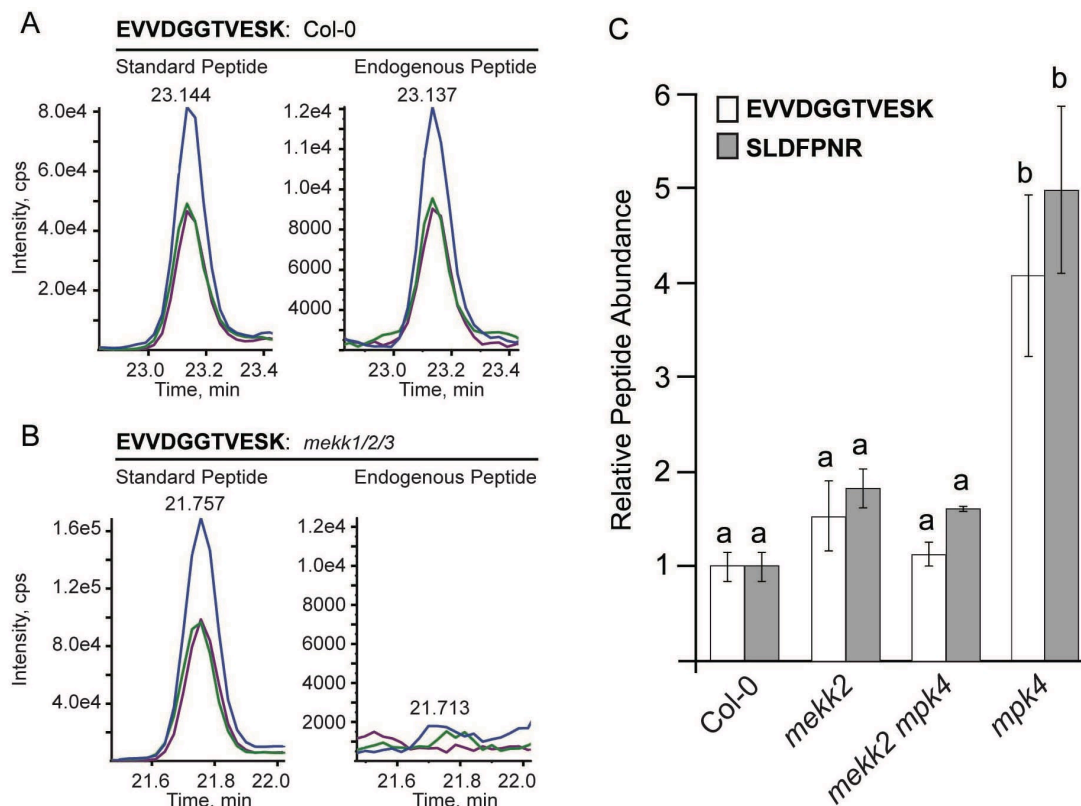 A
EVVDGGTVESK: Col-0
Standard Peptide
Endogenous Peptide
23.144
23.137
Intensity, cps
8.0e4
6.0e4
4.0e4
2.0e4
1.2e4
1.0e4
8000
6000
4000
23.0 23.2 23.4
Time, min
23.0 23.2 23.4
Time, min
B
EVVDGGTVESK: mekk1/2/3
Standard Peptide
Endogenous Peptide
21.757
21.713
Intensity, cps
1.6e5
1.2e5
8.0e4
4.0e4
1.2e4
1.0e4
8000
6000
4000
2000
21.6 21.8 22.0
Time, min
21.6 21.8 22.0
Time, min
C
Relative Peptide Abundance
6
5
4
3
2
1
EVVDGGTVESK
SLDFPNR
a a
a a
a a
b b
Col-0
mekk2
mekk2 mpk4
mpk4